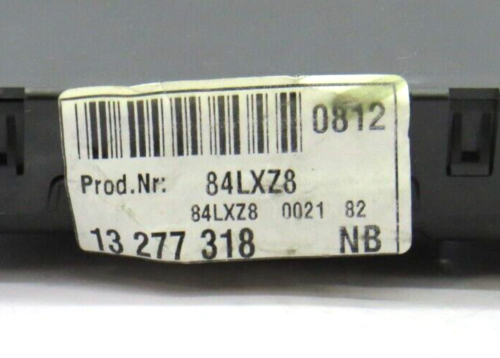 0812
Prod.Nr: 84LXZ8
84LXZ8 0021 82
13 277 318 NB